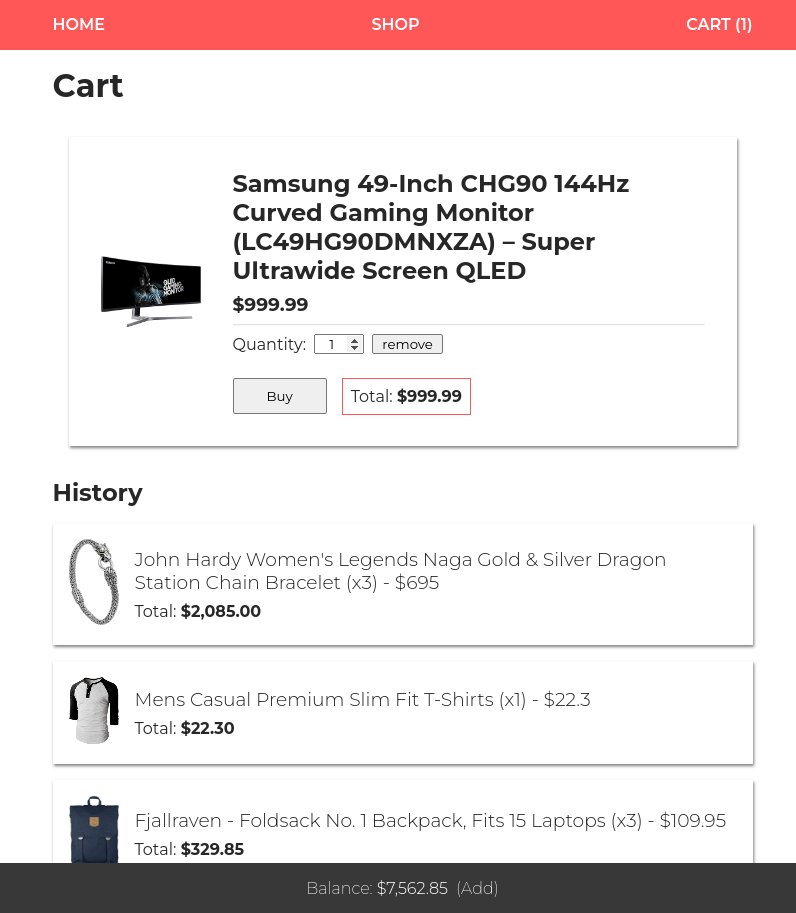 HOME
SHOP
CART (1)
Cart
Samsung 49-Inch CHG90 144Hz
Curved Gaming Monitor
(LC49HG90DMNXZA) – Super
Ultrawide Screen QLED
QLED
GAMING
MONITOR
$999.99
Quantity: 1 remove
Buy
Total: $999.99
History
John Hardy Women's Legends Naga Gold & Silver Dragon
Station Chain Bracelet (x3) - $695
Total: $2,085.00
Mens Casual Premium Slim Fit T-Shirts (x1) - $22.3
Total: $22.30
Fjallraven - Foldsack No. 1 Backpack, Fits 15 Laptops (x3) - $109.95
Total: $329.85
Balance: $7,562.85 (Add)